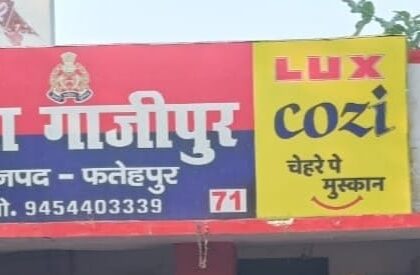 गाजीपुर
जनपद - फतेहपुर
मो. 9454403339
71
LUX
cozi
चेहरे पे
मुस्कान